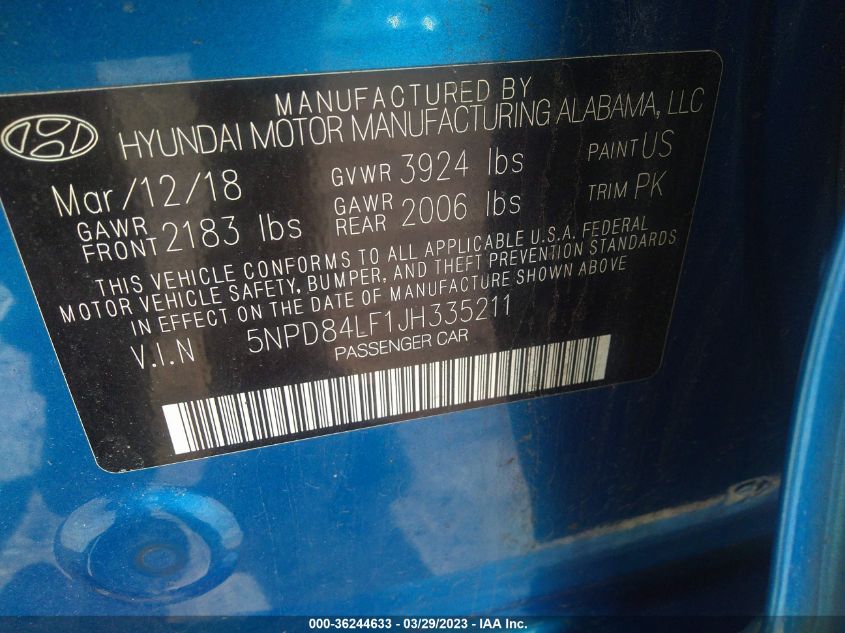 MANUFACTURED BY
HYUNDAI MOTOR MANUFACTURING ALABAMA, LLC
Mar/12/18 GVWR 3924 lbs PAINT US
GAWR FRONT 2183 lbs GAWR REAR 2006 lbs TRIM PK
THIS VEHICLE CONFORMS TO ALL APPLICABLE U.S.A. FEDERAL
MOTOR VEHICLE SAFETY, BUMPER, AND THEFT PREVENTION STANDARDS
IN EFFECT ON THE DATE OF MANUFACTURE SHOWN ABOVE
V.I.N 5NPD84LF1JH335211
PASSENGER CAR
000-36244633 - 03/29/2023 - IAA Inc.